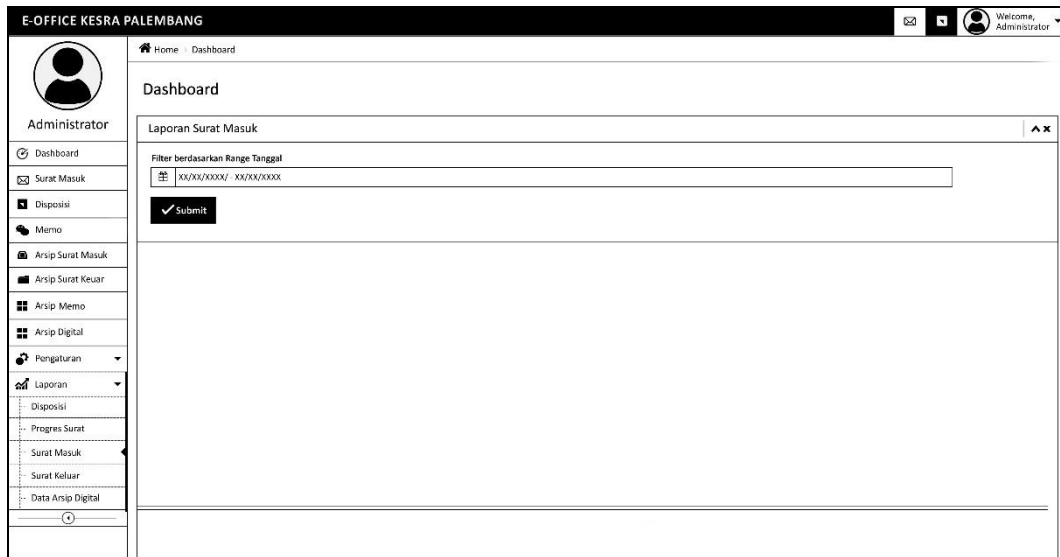 E-OFFICE KESRA PALEMBANG
Welcome,
Administrator
Home Dashboard
Administrator
Dashboard
Surat Masuk
Disposisi
Memo
Arsip Surat Masuk
Arsip Surat Keuar
Arsip Memo
Arsip Digital
Pengaturan
Laporan
Disposisi
Progres Surat
Surat Masuk
Surat Keluar
Data Arsip Digital
Dashboard
Laporan Surat Masuk
Filter berdasarkan Range Tanggal
XX/XX/XXXX/ - XX/XX/XXXX
Submit